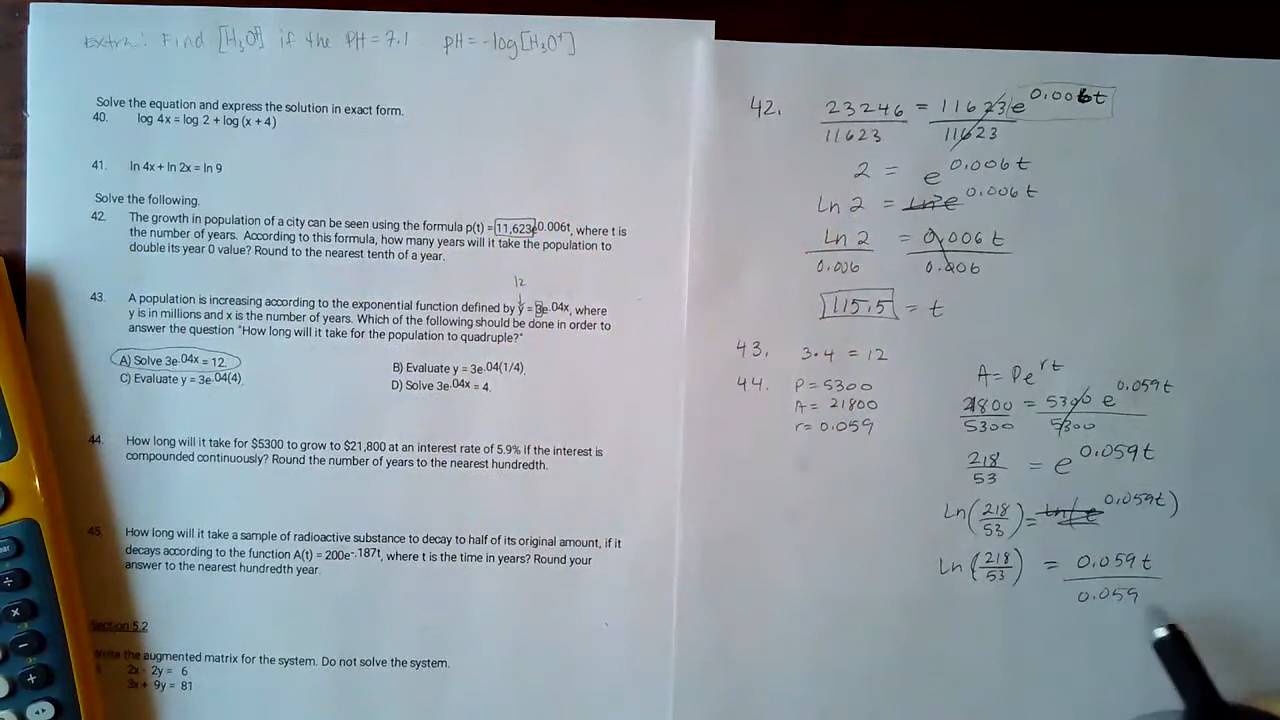 Extra: Find [H3O+] if the PH = 7.1 pH = -log[H3O+]
Solve the equation and express the solution in exact form.
40. log 4x = log 2 + log (x + 4)
41. ln 4x + ln 2x = ln 9
Solve the following.
42. The growth in population of a city can be seen using the formula p(t) = 11,623e0.006t, where t is
the number of years. According to this formula, how many years will it take the population to
double its year 0 value? Round to the nearest tenth of a year.
12
43. A population is increasing according to the exponential function defined by y = 3e.04x, where
y is in millions and x is the number of years. Which of the following should be done in order to
answer the question "How long will it take for the population to quadruple?"
A) Solve 3e.04x = 12. B) Evaluate y = 3e.04(1/4).
C) Evaluate y = 3e.04(4). D) Solve 3e.04x = 4.
44. How long will it take for $5300 to grow to $21,800 at an interest rate of 5.9% if the interest is
compounded continuously? Round the number of years to the nearest hundredth.
45. How long will it take a sample of radioactive substance to decay to half of its original amount, if it
decays according to the function A(t) = 200e-.187t, where t is the time in years? Round your
answer to the nearest hundredth year.
Section 5.2
the augmented matrix for the system. Do not solve the system.
2x - 2y = 6
3x + 9y = 81
42. 23246 = 11623 e 0.006t
11623 11623
2 = e 0.006t
Ln 2 = Ln e 0.006t
Ln 2 = 0.006 t
0.006 0.006
115.5 = t
43. 3·4 = 12
44. P = 5300
A = 21800
r = 0.059
A = Pe rt
21800 = 5300 e 0.059t
5300 5300
218 = e 0.059t
53
Ln(218/53) = Ln(e 0.059t)
Ln(218/53) = 0.059 t
0.059